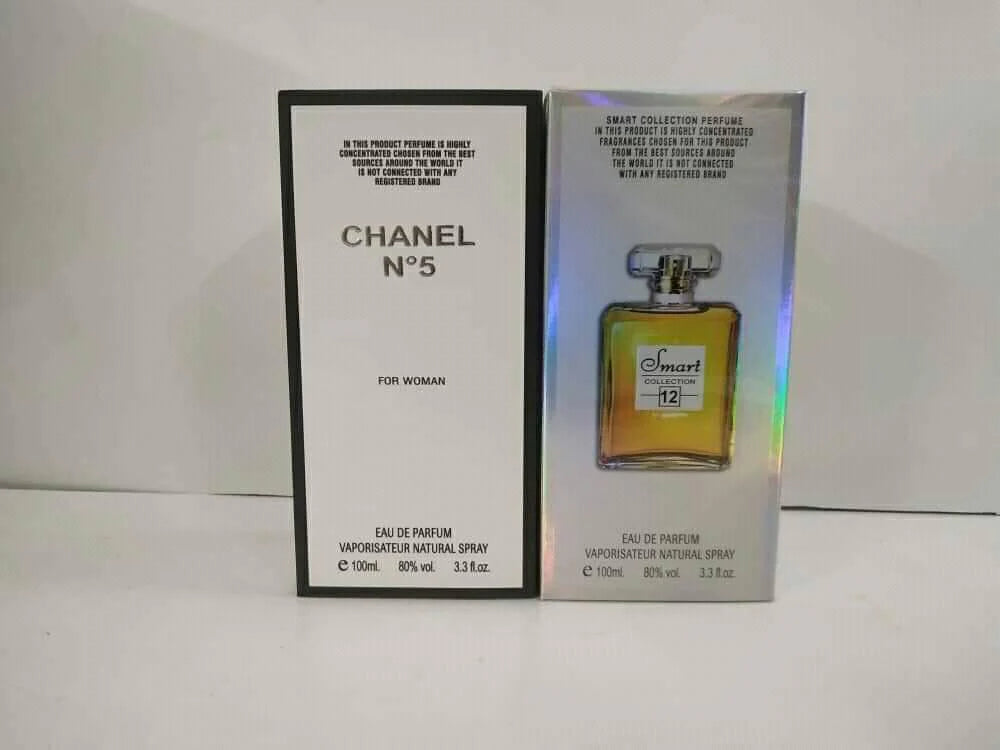 IN THIS PRODUCT PERFUME IS HIGHLY
CONCENTRATED CHOSEN FROM THE BEST
SOURCES AROUND THE WORLD IT
IS NOT CONNECTED WITH ANY
REGISTERED BRAND
CHANEL
N°5
FOR WOMAN
EAU DE PARFUM
VAPORISATEUR NATURAL SPRAY
e 100ml. 80% vol. 3.3 fl.oz.
SMART COLLECTION PERFUME
IN THIS PRODUCT IS HIGHLY CONCENTRATED
FRAGRANCES CHOSEN FOR THIS PRODUCT
FROM THE BEST SOURCES AROUND
THE WORLD IT IS NOT CONNECTED
WITH ANY REGISTERED BRAND
Smart
COLLECTION
12
EAU DE PARFUM
VAPORISATEUR NATURAL SPRAY
e 100ml. 80% vol. 3.3 fl.oz.